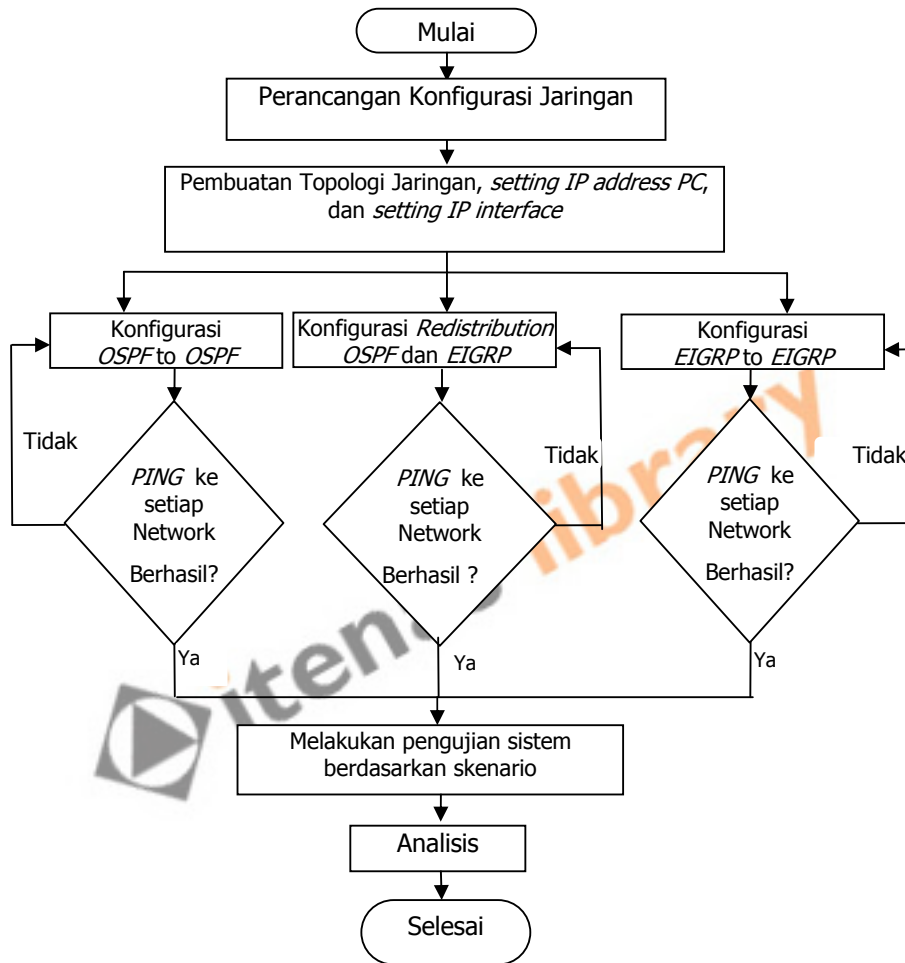 Mulai
Perancangan Konfigurasi Jaringan
Pembuatan Topologi Jaringan, setting IP address PC,
dan setting IP interface
Konfigurasi
OSPF to OSPF
Konfigurasi Redistribution
OSPF dan EIGRP
Konfigurasi
EIGRP to EIGRP
Tidak
PING ke
setiap
Network
Berhasil?
Tidak
PING ke
setiap
Network
Berhasil ?
Tidak
PING ke
setiap
Network
Berhasil?
Ya
Ya
Ya
itenas library
Melakukan pengujian sistem
berdasarkan skenario
Analisis
Selesai